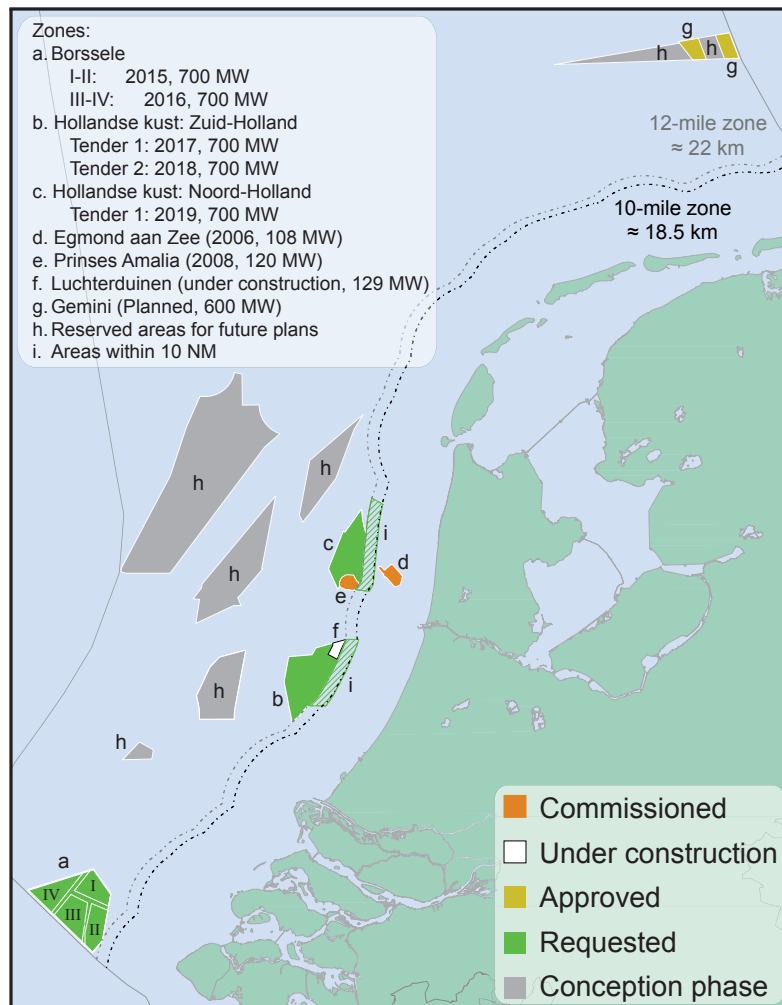 Zones:
a. Borssele
I-II: 2015, 700 MW
III-IV: 2016, 700 MW
b. Hollandse kust: Zuid-Holland
Tender 1: 2017, 700 MW
Tender 2: 2018, 700 MW
c. Hollandse kust: Noord-Holland
Tender 1: 2019, 700 MW
d. Egmond aan Zee (2006, 108 MW)
e. Prinses Amalia (2008, 120 MW)
f. Luchterduinen (under construction, 129 MW)
g. Gemini (Planned, 600 MW)
h. Reserved areas for future plans
i. Areas within 10 NM
g
h
h
g
12-mile zone
≈ 22 km
10-mile zone
≈ 18.5 km
h
h
h
c
i
d
e
f
h
b
i
h
a
IV
I
III
II
Commissioned
Under construction
Approved
Requested
Conception phase